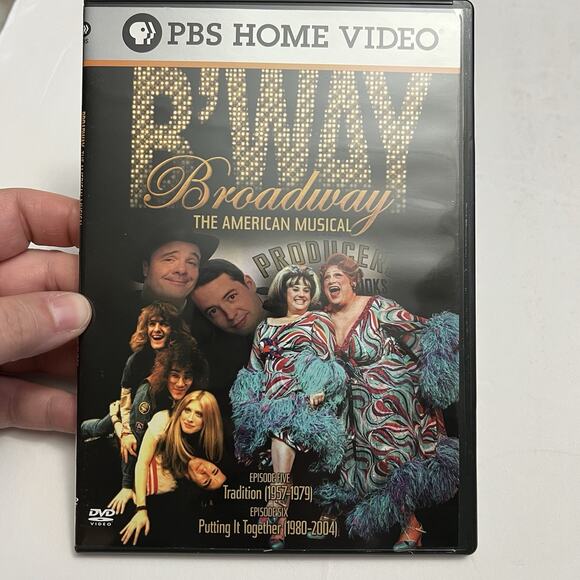 PBS HOME VIDEO®
B'WAY
Broadway
THE AMERICAN MUSICAL
PRODUCER
EPISODE FIVE
Tradition (1957-1979)
EPISODE SIX
Putting It Together (1980-2004)
DVD
VIDEO